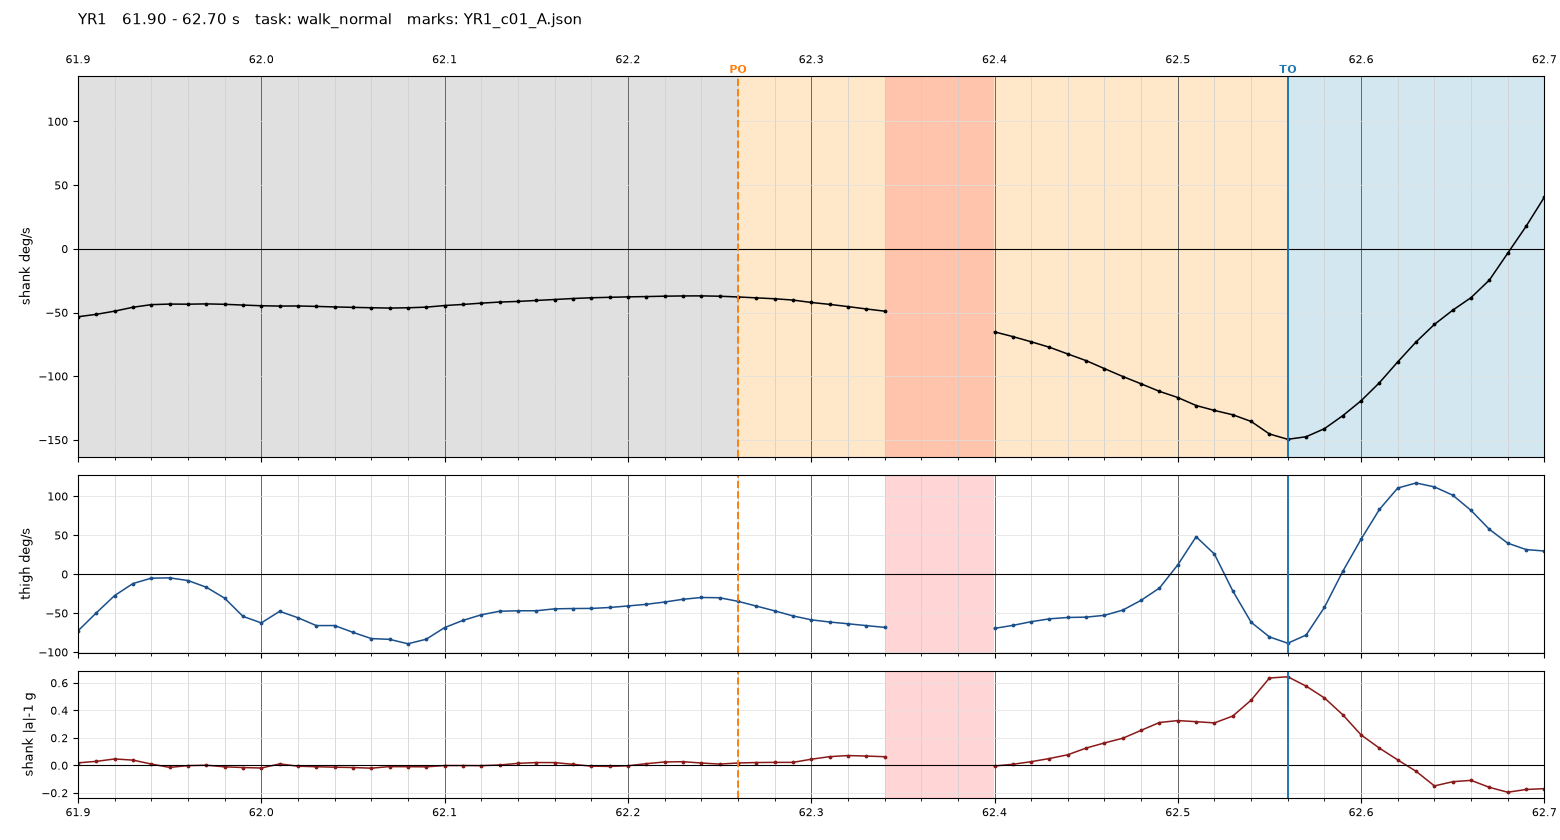 YR1   61.90 - 62.70 s   task: walk_normal   marks: YR1_c01_A.json
61.9 62.0 62.1 62.2 62.3 62.4 62.5 62.6 62.7
PO TO
shank deg/s
100
50
0
−50
−100
−150
thigh deg/s
100
50
0
−50
−100
shank |a|-1 g
0.6
0.4
0.2
0.0
−0.2
61.9 62.0 62.1 62.2 62.3 62.4 62.5 62.6 62.7